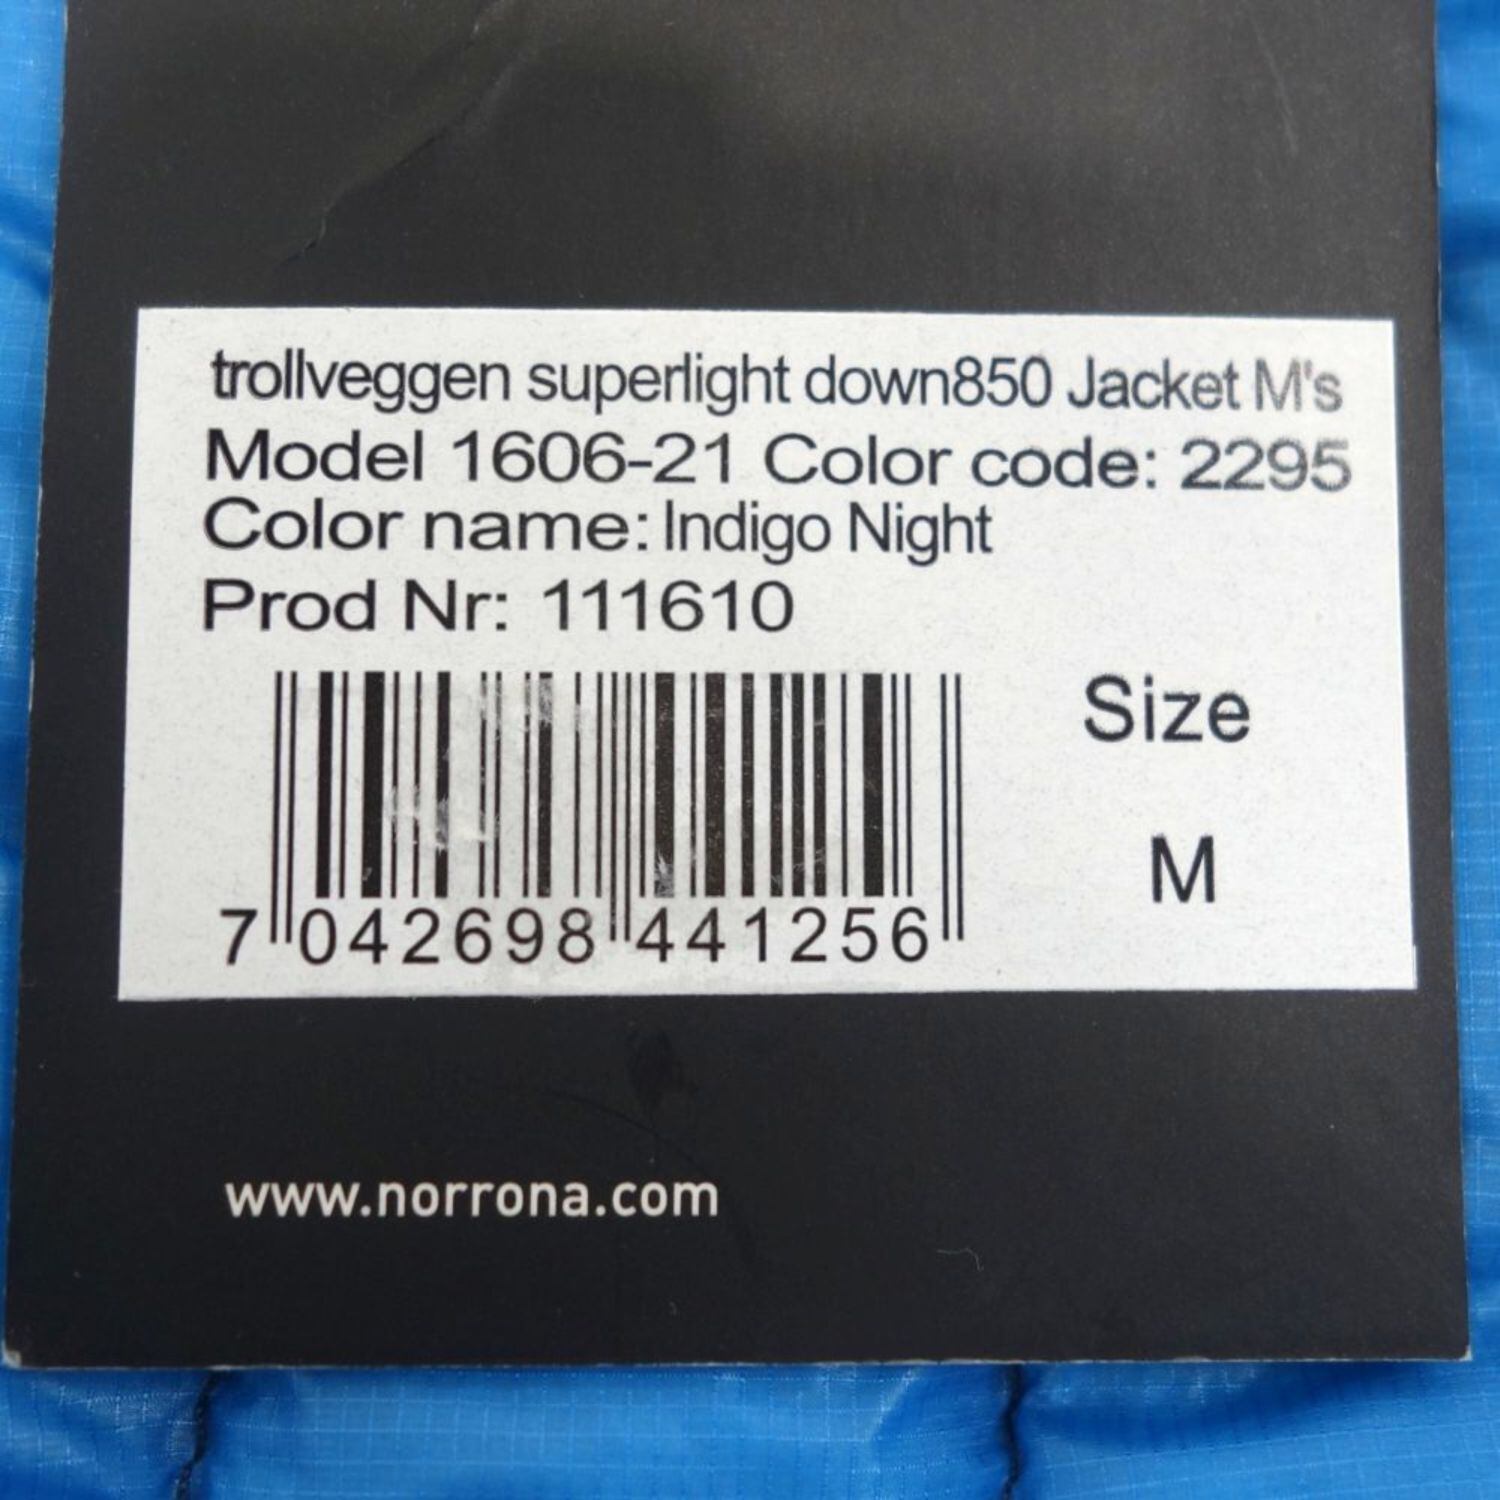 trollveggen superlight down850 Jacket M's
Model 1606-21 Color code: 2295
Color name: Indigo Night
Prod Nr: 111610
Size
M
7 042698 441256
www.norrona.com